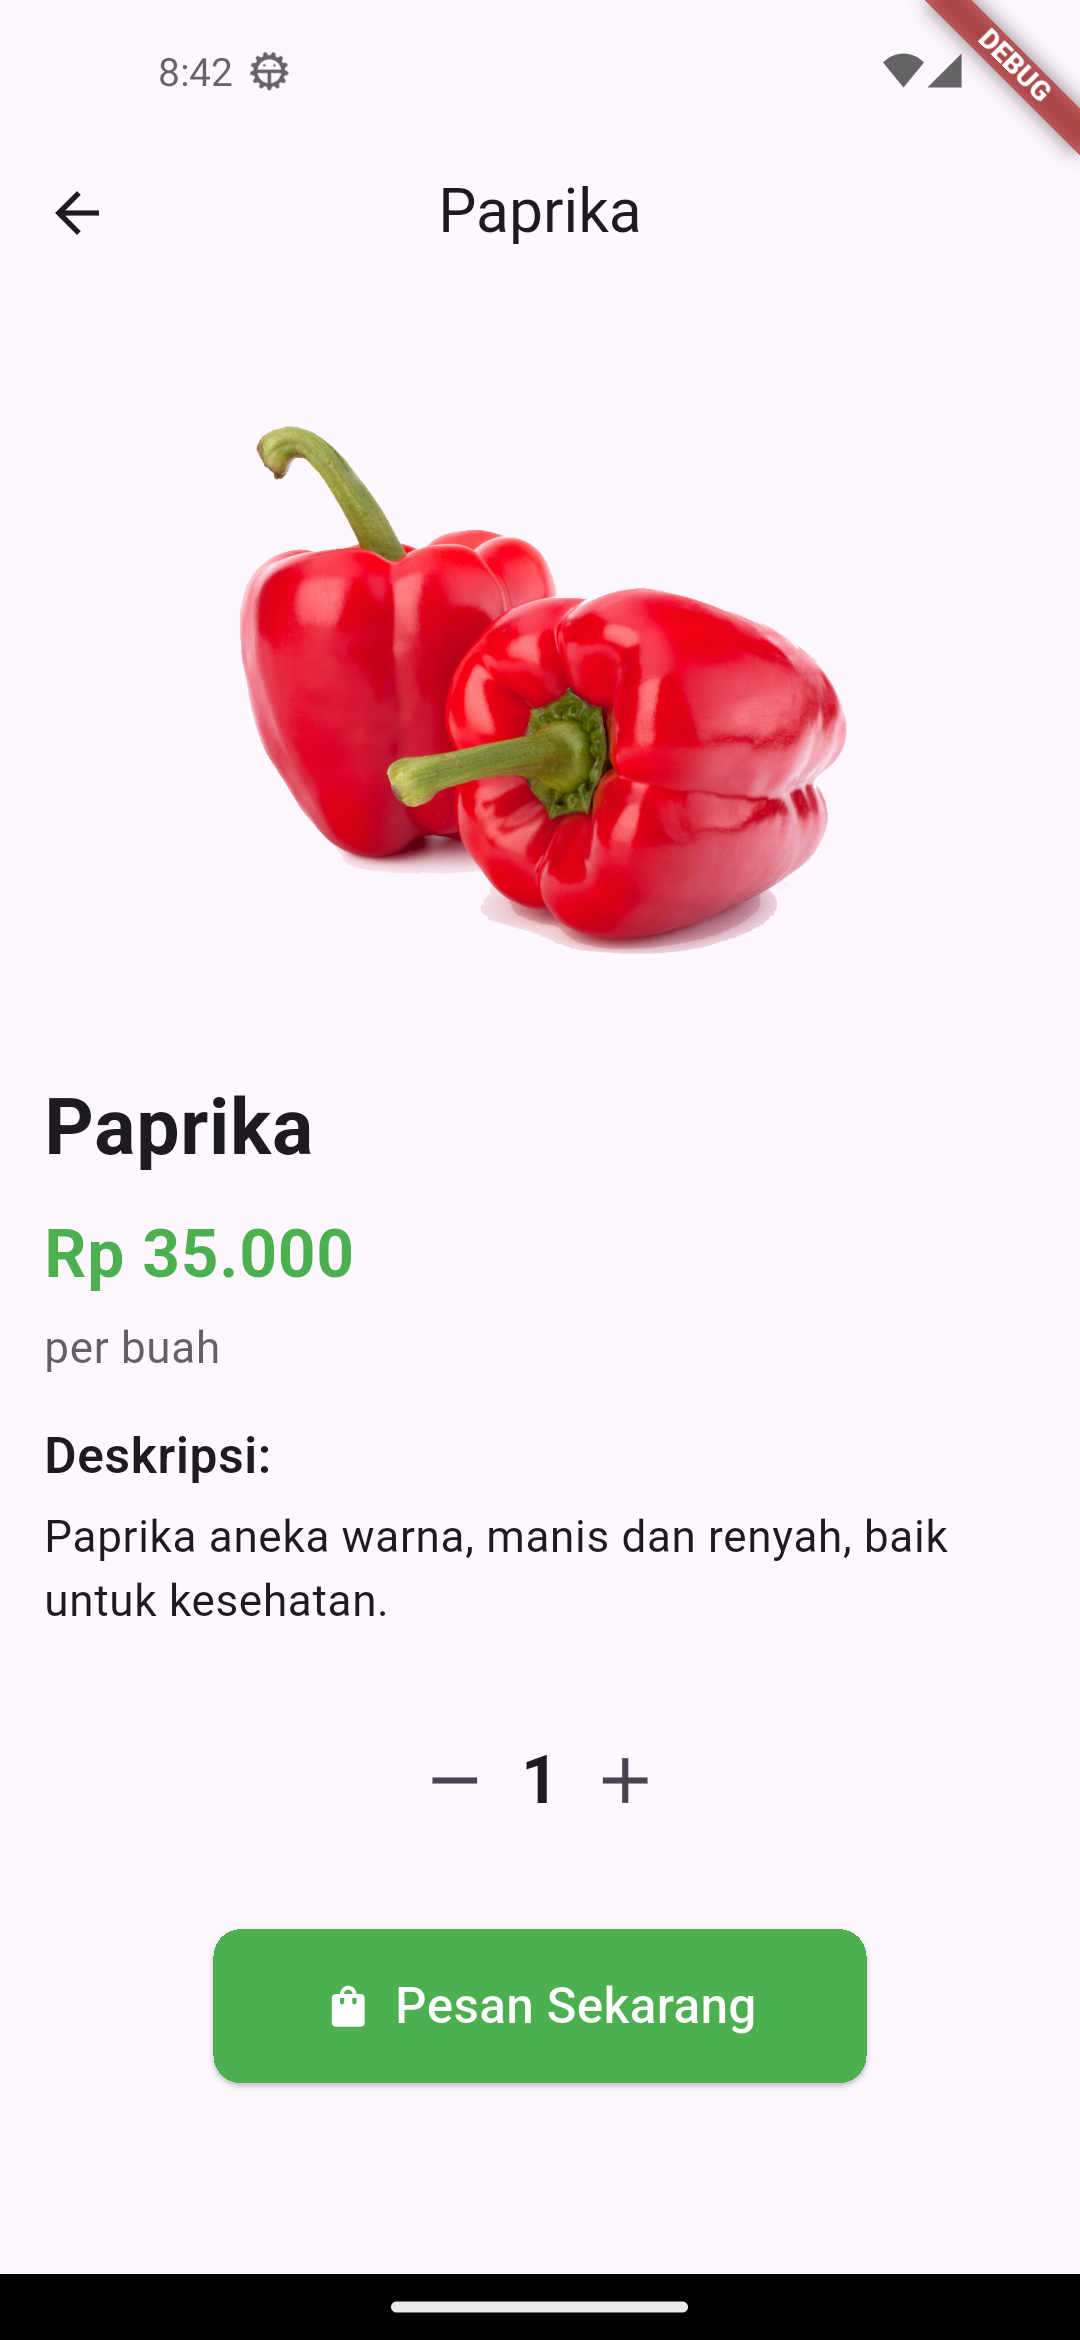 8:42
DEBUG
Paprika
Paprika
Rp 35.000
per buah
Deskripsi:
Paprika aneka warna, manis dan renyah, baik
untuk kesehatan.
1
Pesan Sekarang